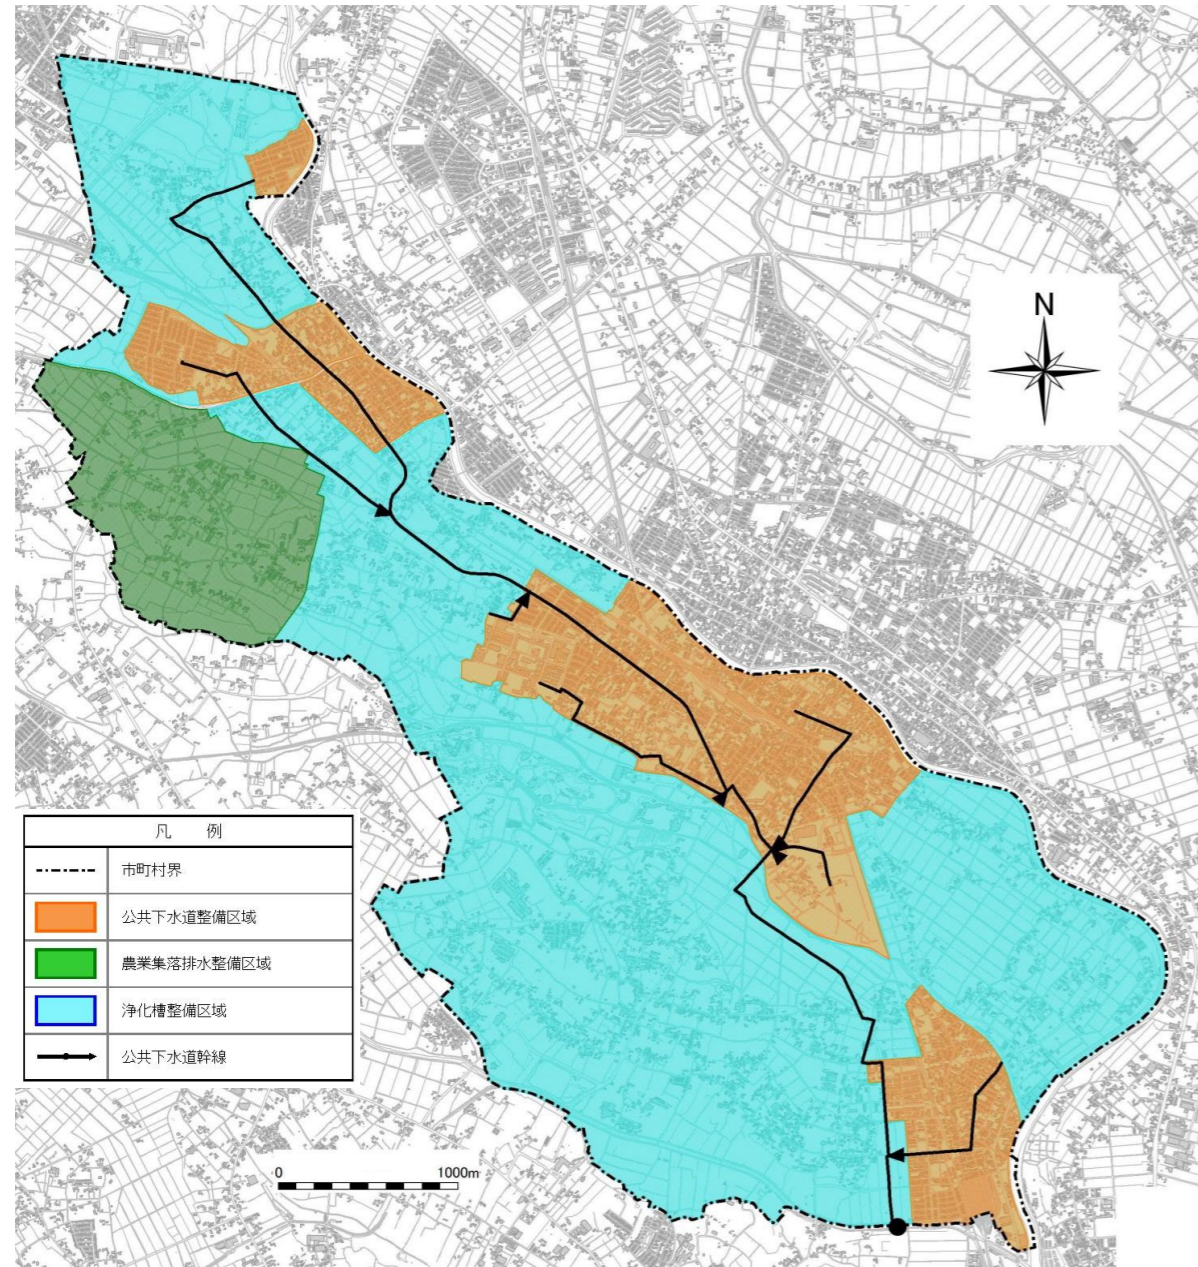 N
凡 例
市町村界
公共下水道整備区域
農業集落排水整備区域
浄化槽整備区域
公共下水道幹線
0 1000m